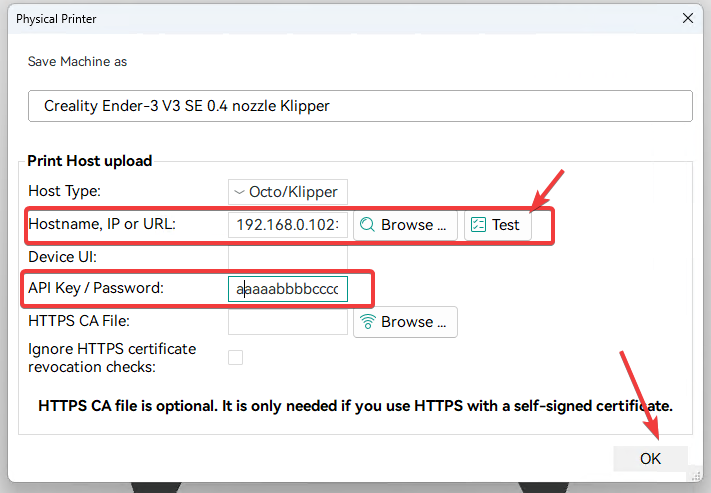 Physical Printer
Save Machine as
Creality Ender-3 V3 SE 0.4 nozzle Klipper
Print Host upload
Host Type: Octo/Klipper
Hostname, IP or URL: 192.168.0.102: Browse ... Test
Device UI:
API Key / Password: aaaaabbbbcccc
HTTPS CA File: Browse ...
Ignore HTTPS certificate
revocation checks:
HTTPS CA file is optional. It is only needed if you use HTTPS with a self-signed certificate.
OK